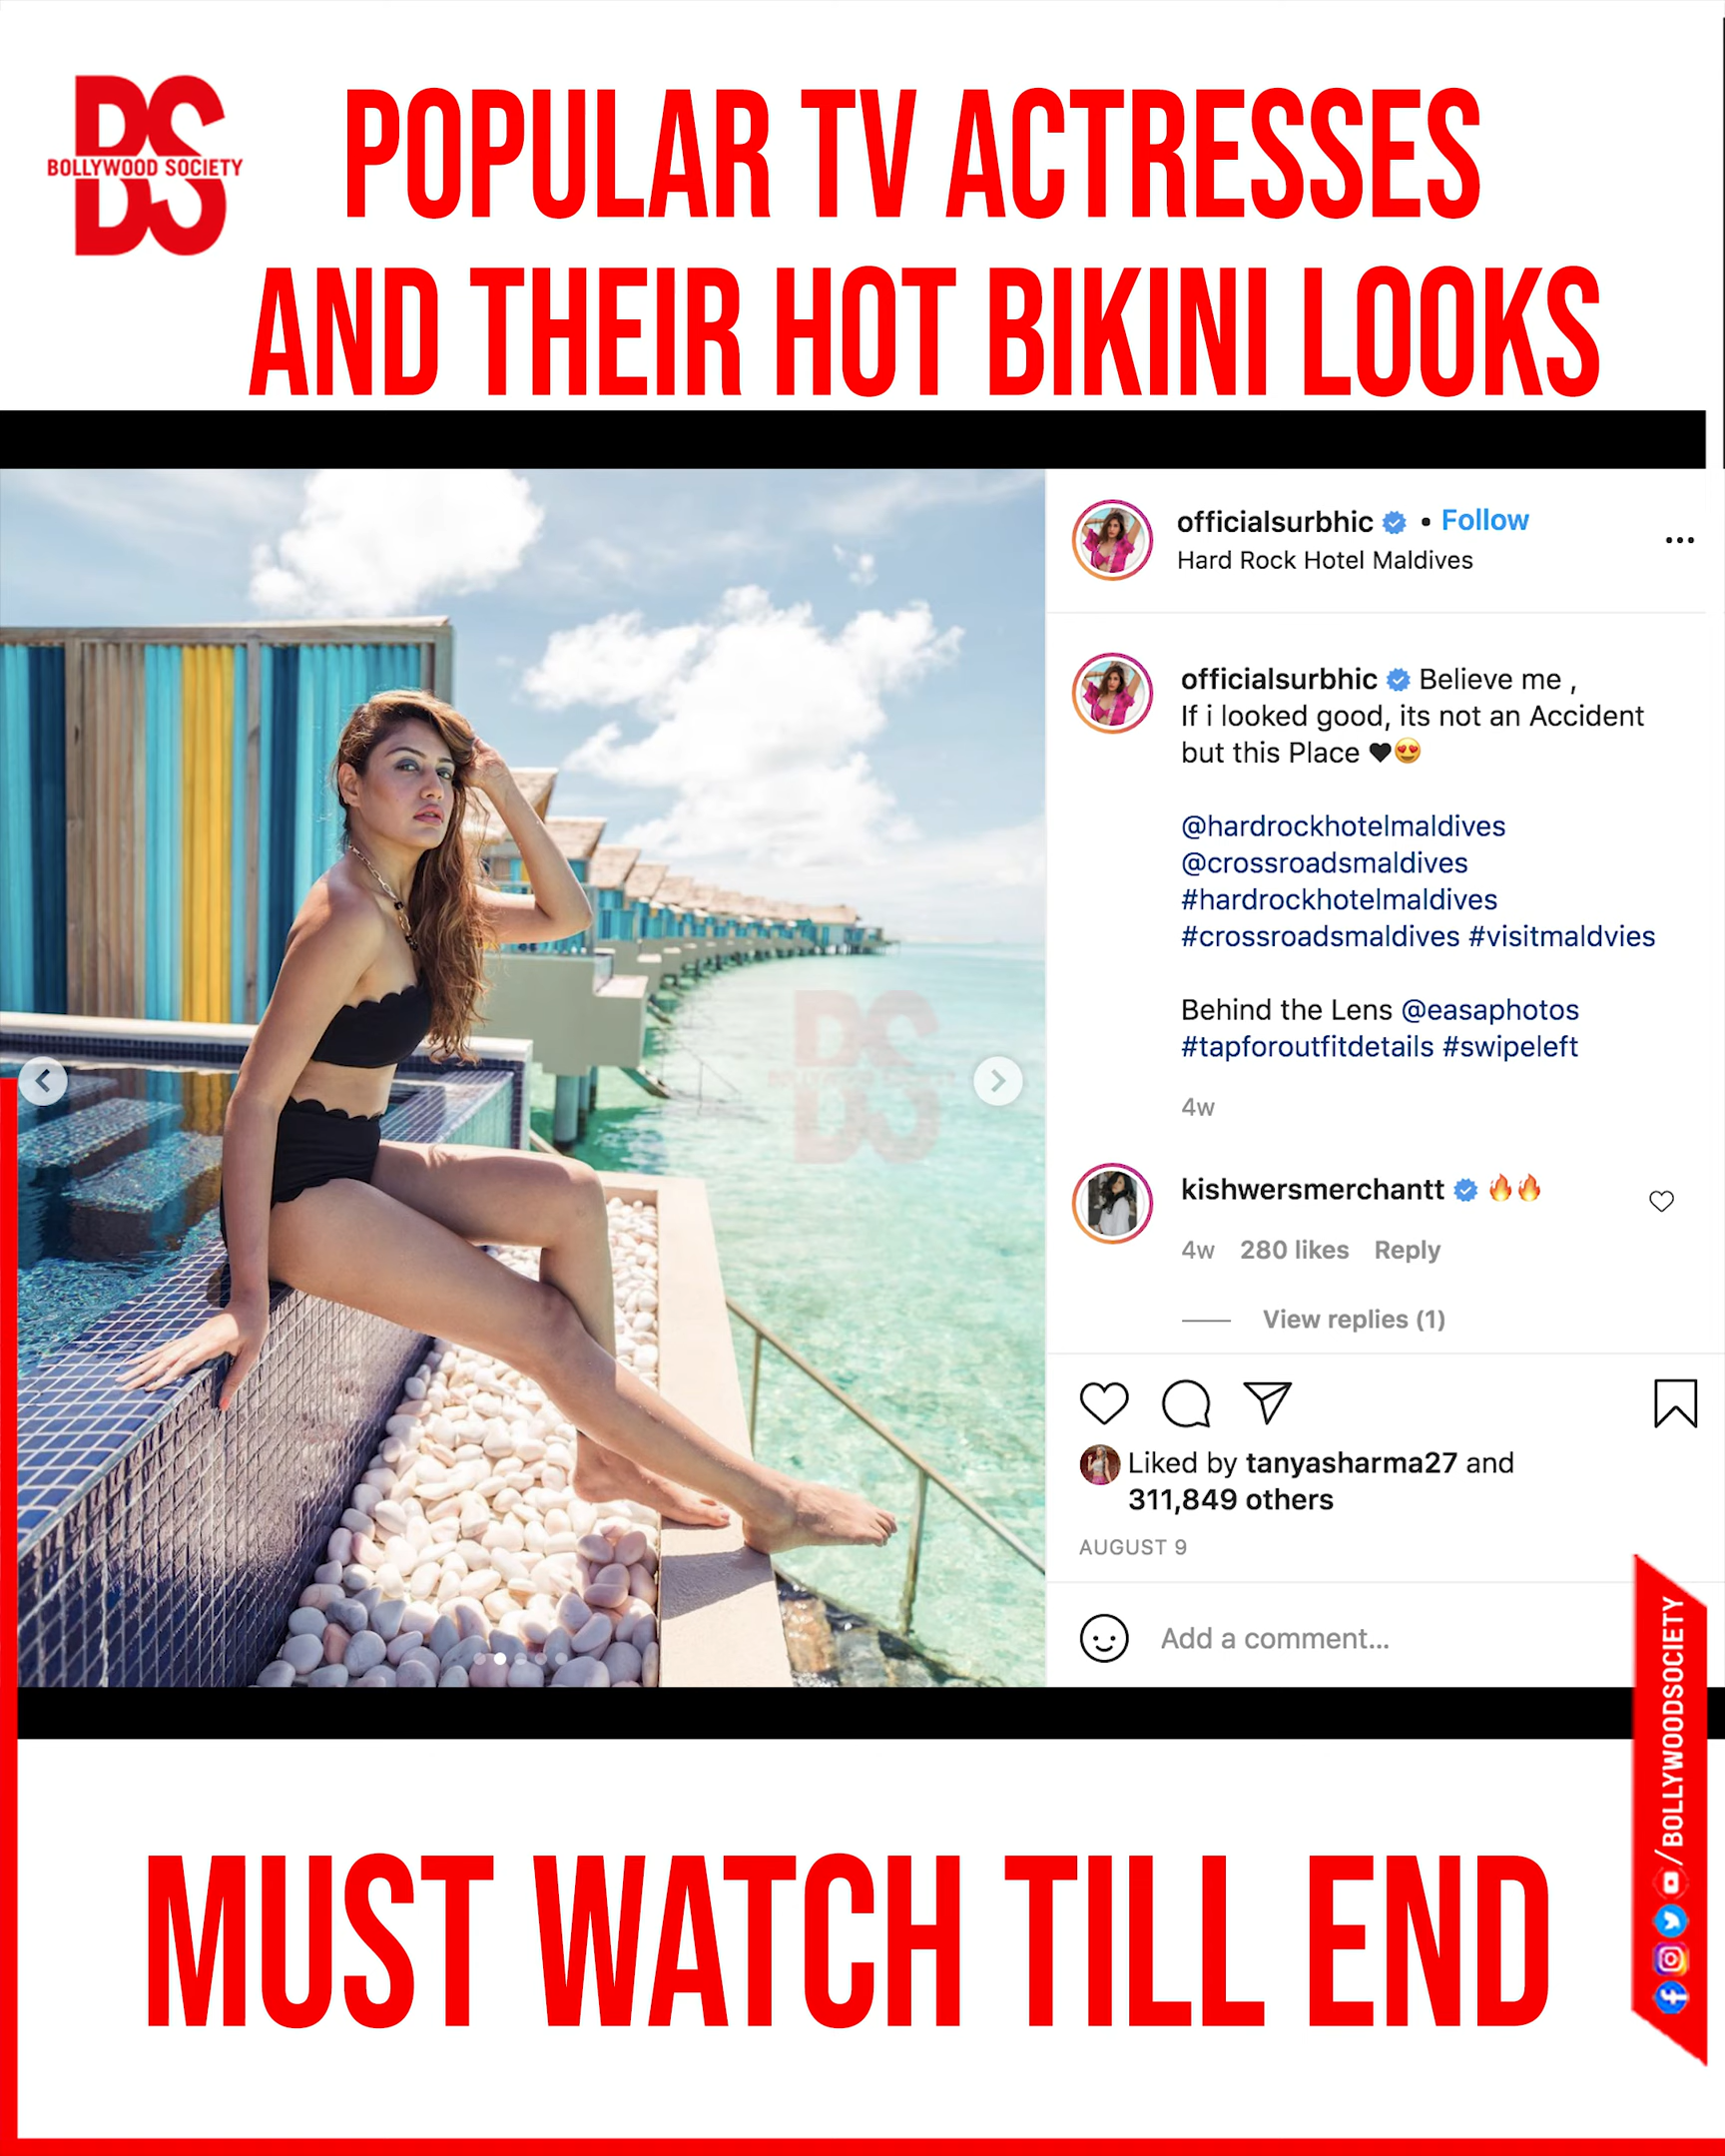 BOLLYWOOD SOCIETY
POPULAR TV ACTRESSES
AND THEIR HOT BIKINI LOOKS
officialsurbhic • Follow
Hard Rock Hotel Maldives
officialsurbhic Believe me ,
If i looked good, its not an Accident
but this Place 🖤😍
@hardrockhotelmaldives
@crossroadsmaldives
#hardrockhotelmaldives
#crossroadsmaldives #visitmaldvies
Behind the Lens @easaphotos
#tapforoutfitdetails #swipeleft
4w
kishwersmerchantt 🔥🔥
4w 280 likes Reply
View replies (1)
Liked by tanyasharma27 and
311,849 others
AUGUST 9
Add a comment...
/BOLLYWOODSOCIETY
MUST WATCH TILL END